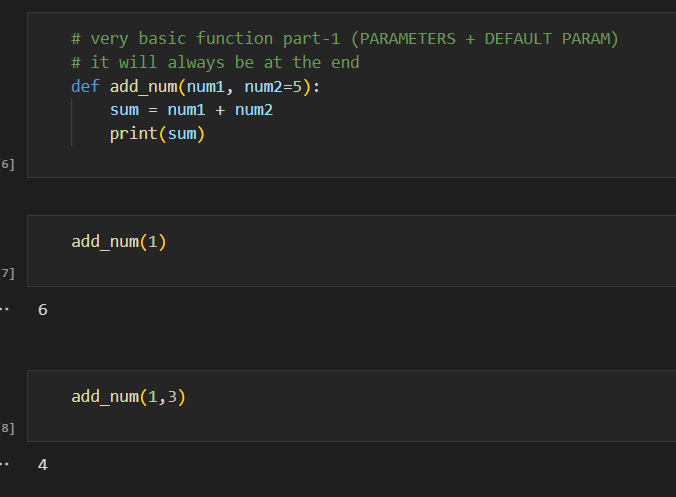 # very basic function part-1 (PARAMETERS + DEFAULT PARAM)
# it will always be at the end
def add_num(num1, num2=5):
    sum = num1 + num2
    print(sum)
6]
add_num(1)
7]
6
add_num(1,3)
8]
4